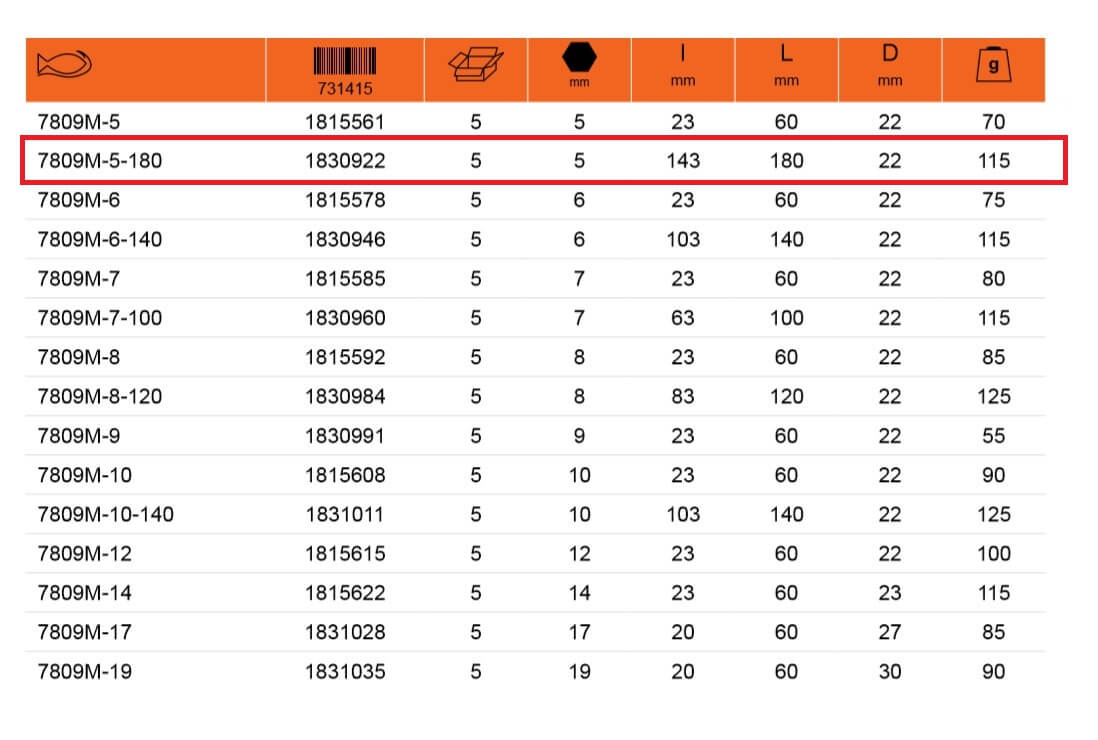 731415 mm l mm L mm D mm g
7809M-5 1815561 5 5 23 60 22 70
7809M-5-180 1830922 5 5 143 180 22 115
7809M-6 1815578 5 6 23 60 22 75
7809M-6-140 1830946 5 6 103 140 22 115
7809M-7 1815585 5 7 23 60 22 80
7809M-7-100 1830960 5 7 63 100 22 115
7809M-8 1815592 5 8 23 60 22 85
7809M-8-120 1830984 5 8 83 120 22 125
7809M-9 1830991 5 9 23 60 22 55
7809M-10 1815608 5 10 23 60 22 90
7809M-10-140 1831011 5 10 103 140 22 125
7809M-12 1815615 5 12 23 60 22 100
7809M-14 1815622 5 14 23 60 23 115
7809M-17 1831028 5 17 20 60 27 85
7809M-19 1831035 5 19 20 60 30 90